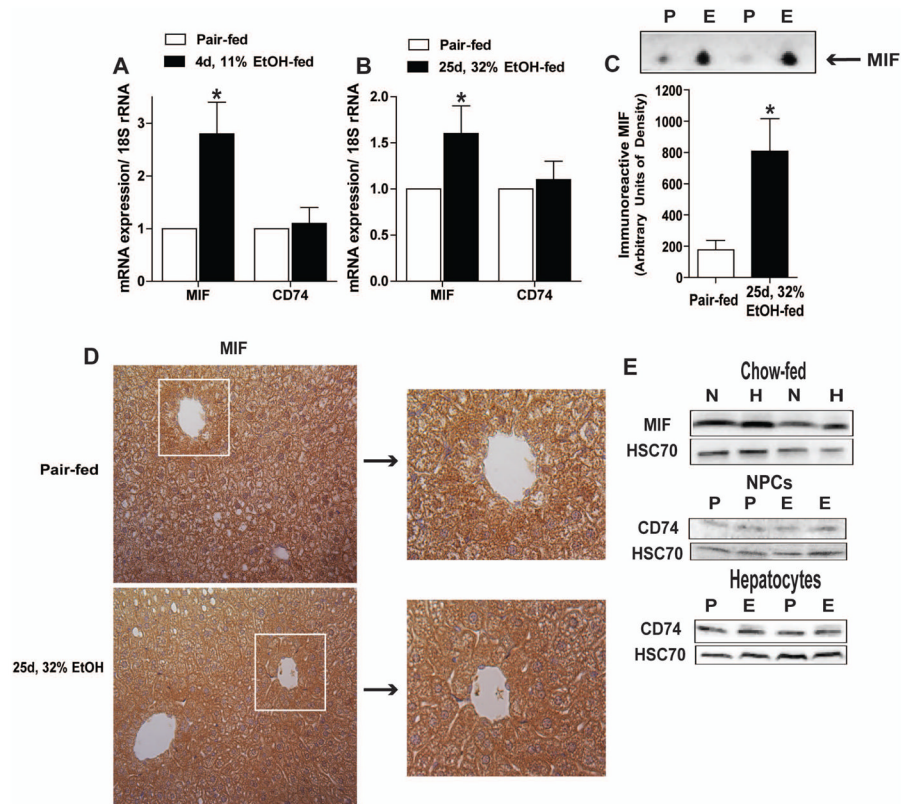 A
Pair-fed
4d, 11% EtOH-fed
mRNA expression/ 18S rRNA
3
2
1
0
*
MIF CD74
B
Pair-fed
25d, 32% EtOH-fed
mRNA expression/ 18S rRNA
2.0
1.5
1.0
0.5
0.0
*
MIF CD74
C
P E P E
MIF
Immunoreactive MIF
(Arbitrary Units of Density)
1200
1000
800
600
400
200
0
*
Pair-fed 25d, 32%
EtOH-fed
D
MIF
Pair-fed
25d, 32% EtOH
E
Chow-fed
N H N H
MIF
HSC70
NPCs
P P E E
CD74
HSC70
Hepatocytes
P E P E
CD74
HSC70